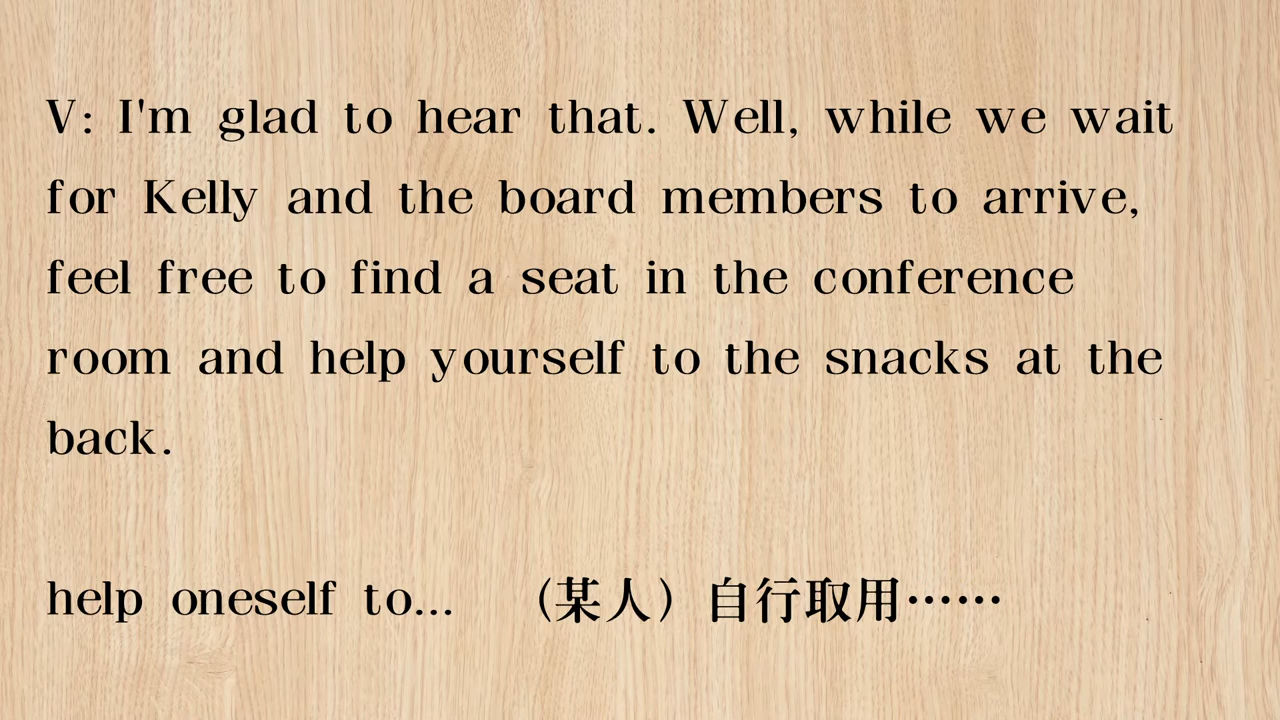 V: I'm glad to hear that. Well, while we wait
for Kelly and the board members to arrive,
feel free to find a seat in the conference
room and help yourself to the snacks at the
back.
help oneself to... （某人）自行取用……